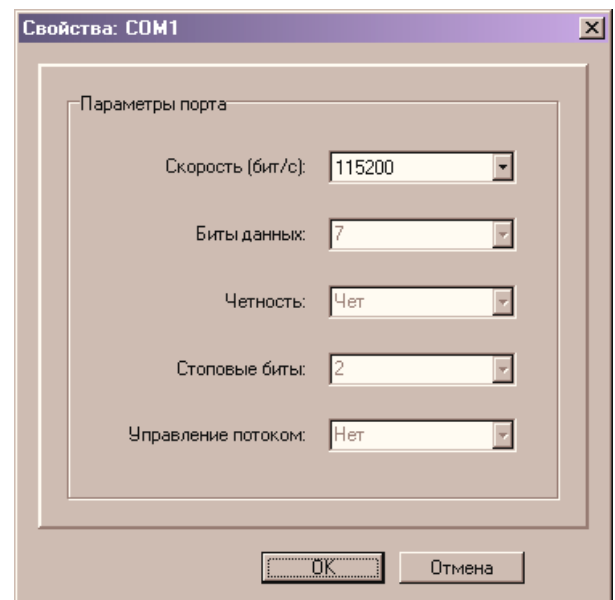 Свойства: COM1
Параметры порта
Скорость (бит/с): 115200
Биты данных: 7
Четность: Чет
Стоповые биты: 2
Управление потоком: Нет
OK Отмена